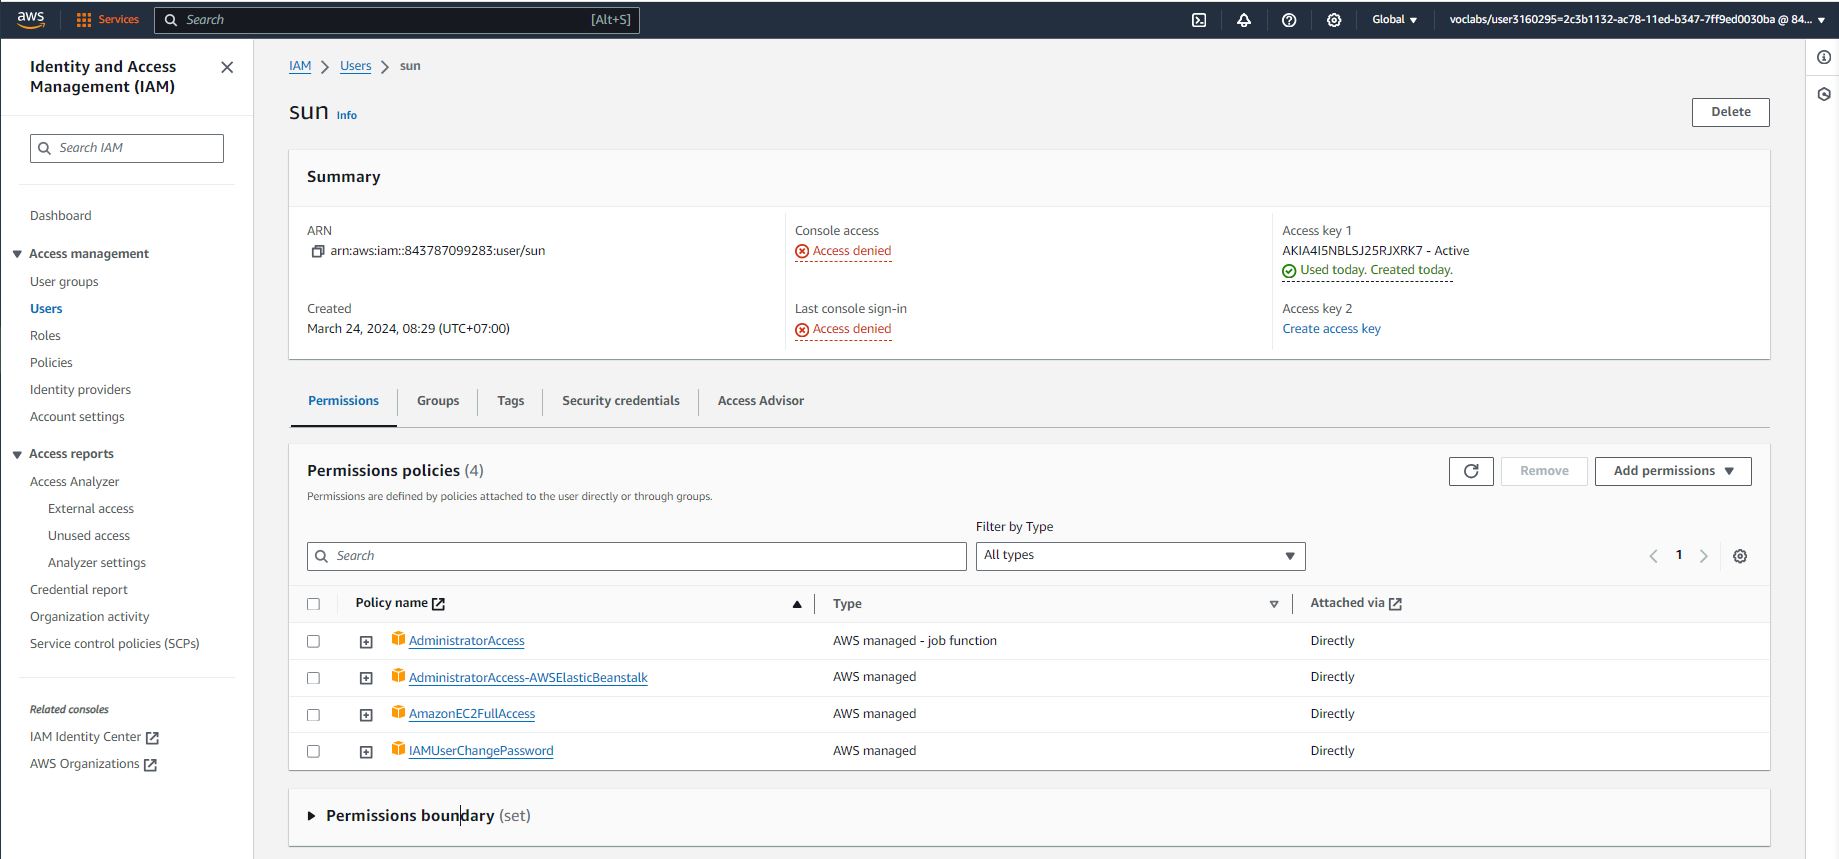 aws Services Search [Alt+S] Global voclabs/user3160295=2c3b1132-ac78-11ed-b347-7ff9ed0030ba @ 84...
Identity and Access
Management (IAM)
Search IAM
Dashboard
Access management
User groups
Users
Roles
Policies
Identity providers
Account settings
Access reports
Access Analyzer
External access
Unused access
Analyzer settings
Credential report
Organization activity
Service control policies (SCPs)
Related consoles
IAM Identity Center
AWS Organizations
IAM > Users > sun
sun Info
Delete
Summary
ARN
arn:aws:iam::843787099283:user/sun
Created
March 24, 2024, 08:29 (UTC+07:00)
Console access
Access denied
Last console sign-in
Access denied
Access key 1
AKIA4I5NBLSJ25RJXRK7 - Active
Used today. Created today.
Access key 2
Create access key
Permissions Groups Tags Security credentials Access Advisor
Permissions policies (4)
Permissions are defined by policies attached to the user directly or through groups.
Remove
Add permissions
Filter by Type
Search
All types
1
Policy name Type Attached via
AdministratorAccess AWS managed - job function Directly
AdministratorAccess-AWSElasticBeanstalk AWS managed Directly
AmazonEC2FullAccess AWS managed Directly
IAMUserChangePassword AWS managed Directly
Permissions boundary (set)